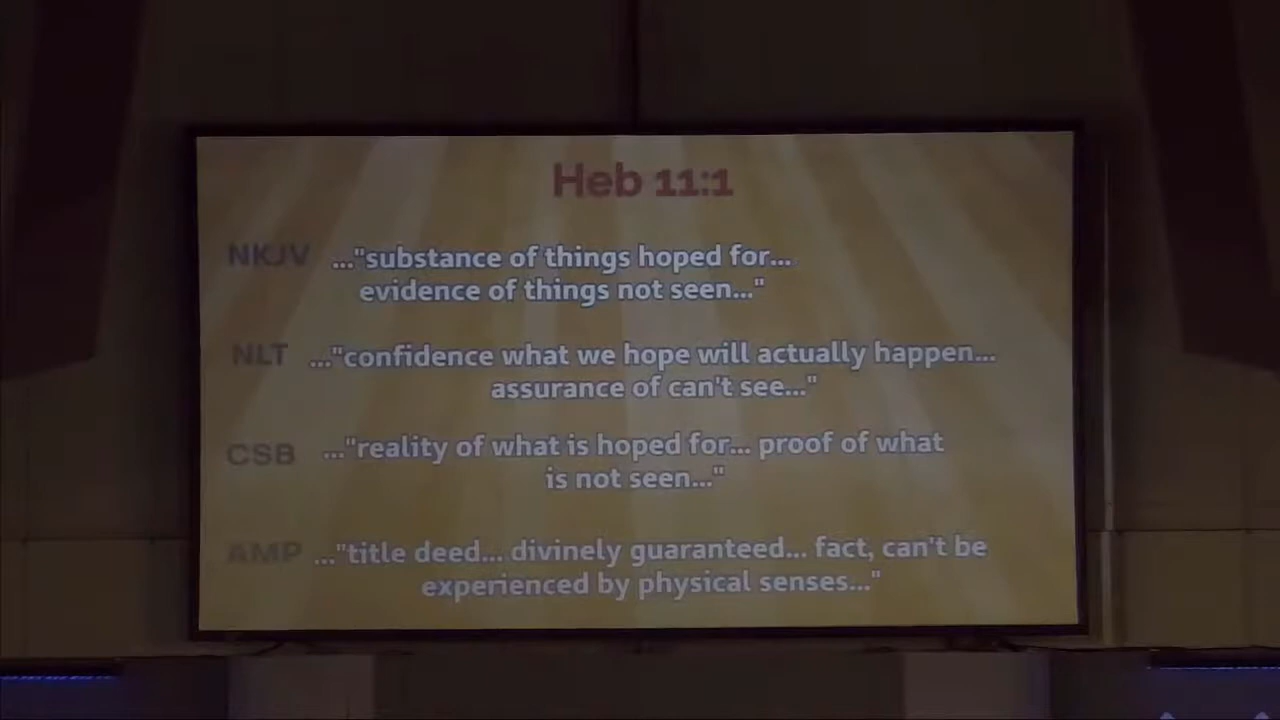 Heb 11:1
NKJV ..."substance of things hoped for...
evidence of things not seen..."
NLT ..."confidence what we hope will actually happen...
assurance of can't see..."
CSB ..."reality of what is hoped for... proof of what
is not seen..."
AMP ..."title deed... divinely guaranteed... fact, can't be
experienced by physical senses..."